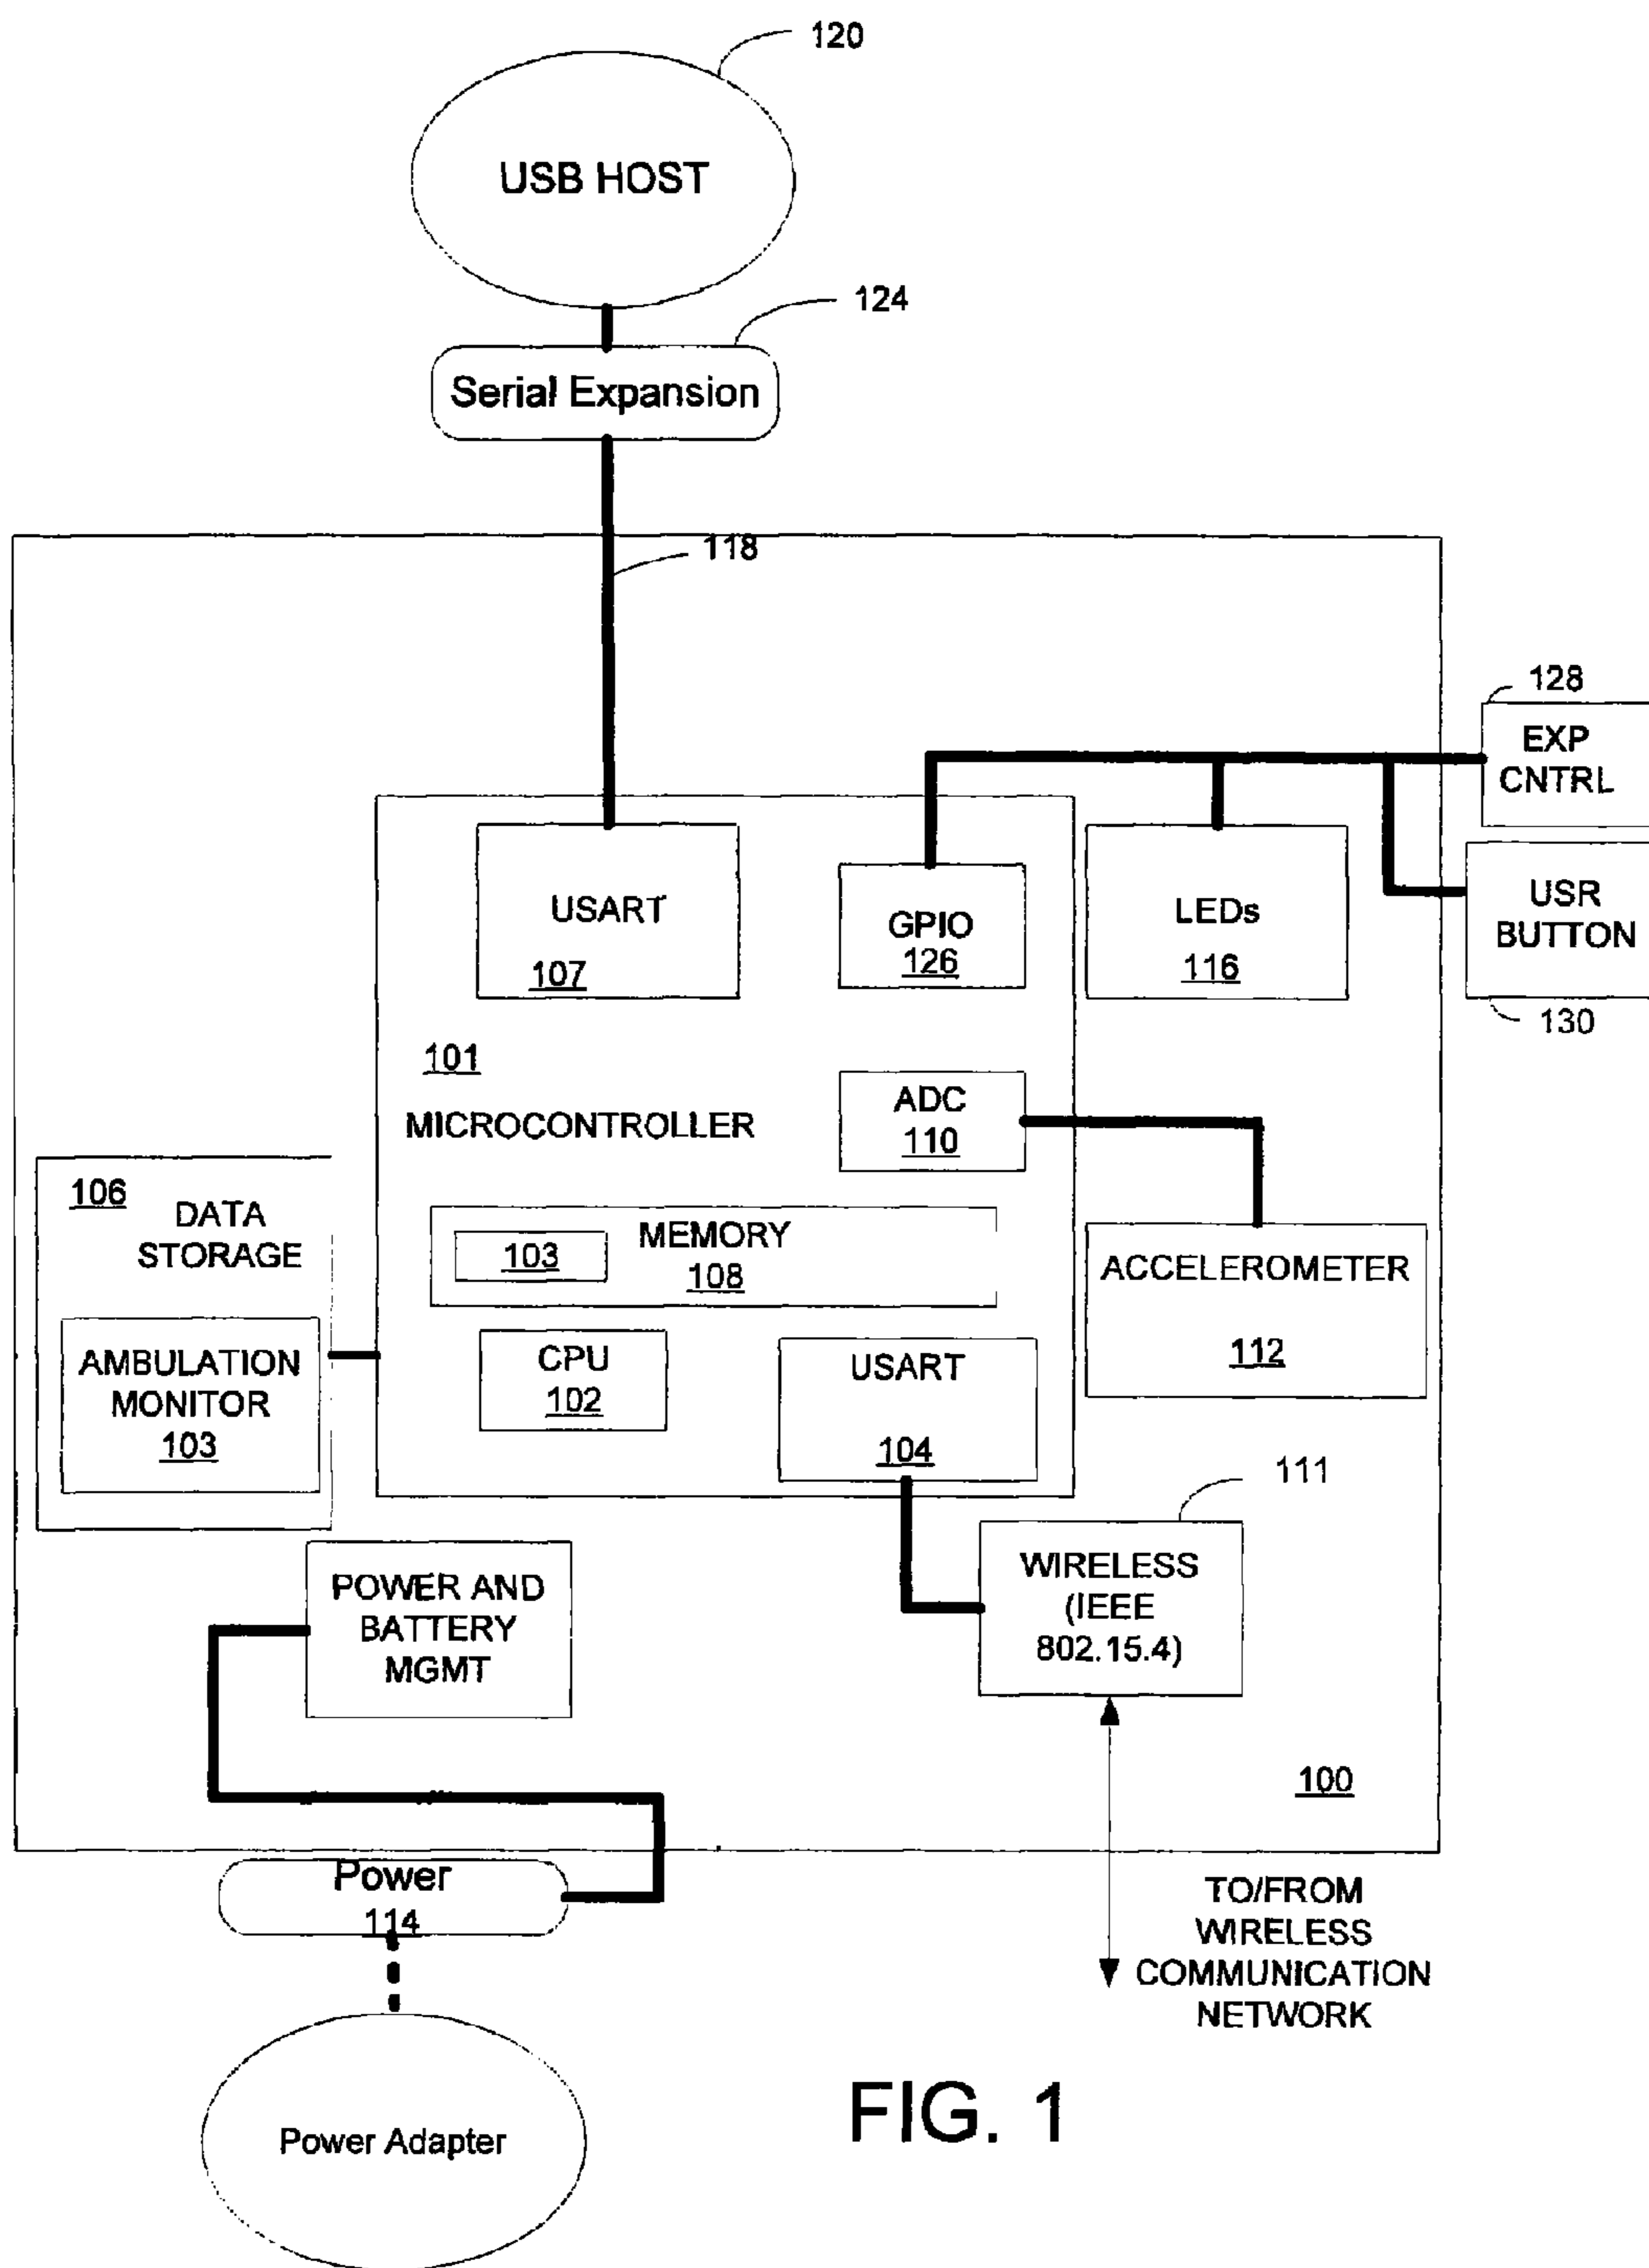 120
USB HOST
124
Serial Expansion
118
128
EXP
CNTRL
USART
107
GPIO
126
LEDs
116
USR
BUTTON
130
101
MICROCONTROLLER
ADC
110
106
DATA
STORAGE
MEMORY
103
108
ACCELEROMETER
112
AMBULATION
MONITOR
103
CPU
102
USART
104
111
POWER AND
BATTERY
MGMT
WIRELESS
(IEEE
802.15.4)
100
Power
114
TO/FROM
WIRELESS
COMMUNICATION
NETWORK
Power Adapter
FIG. 1